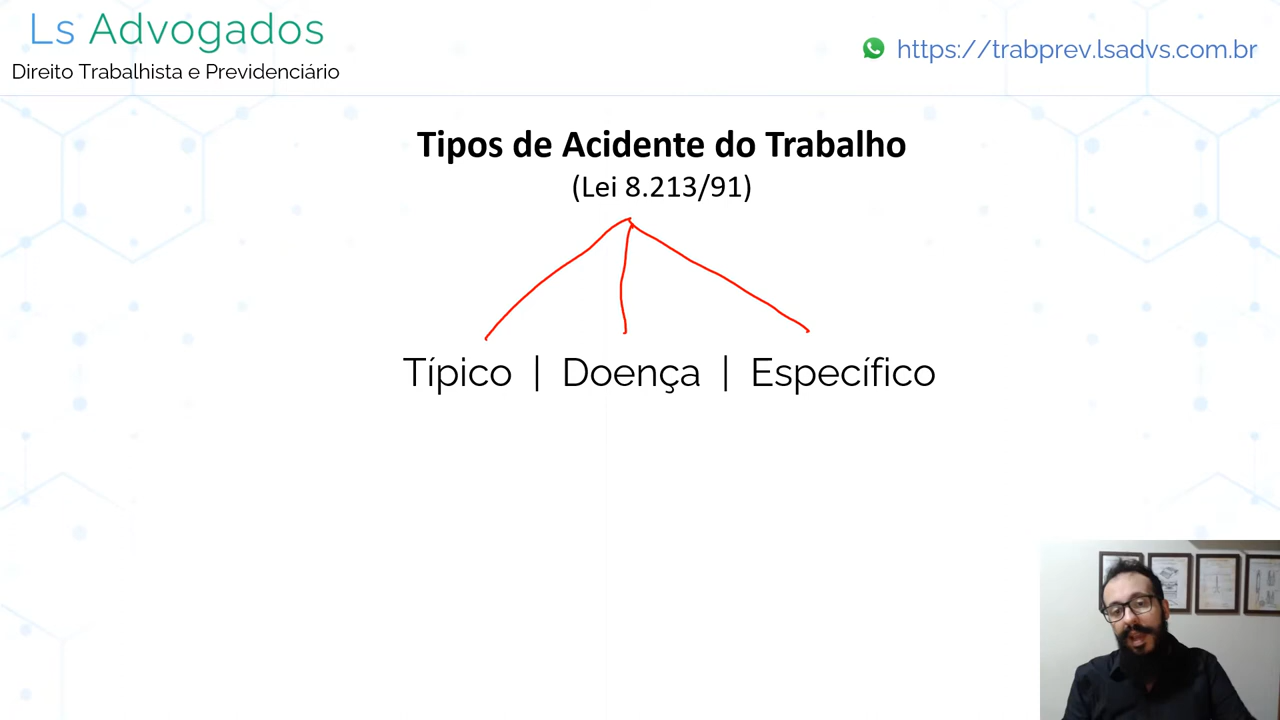 Ls Advogados
Direito Trabalhista e Previdenciário
https://trabprev.lsadvs.com.br
Tipos de Acidente do Trabalho
(Lei 8.213/91)
Típico | Doença | Específico